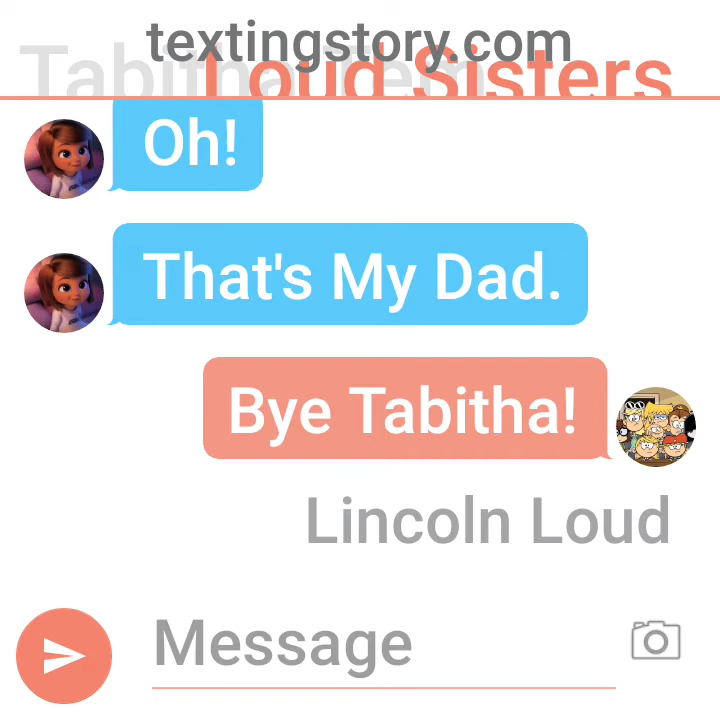 textingstory.com
Loud Sisters
Oh!
That's My Dad.
Bye Tabitha!
Lincoln Loud
Message